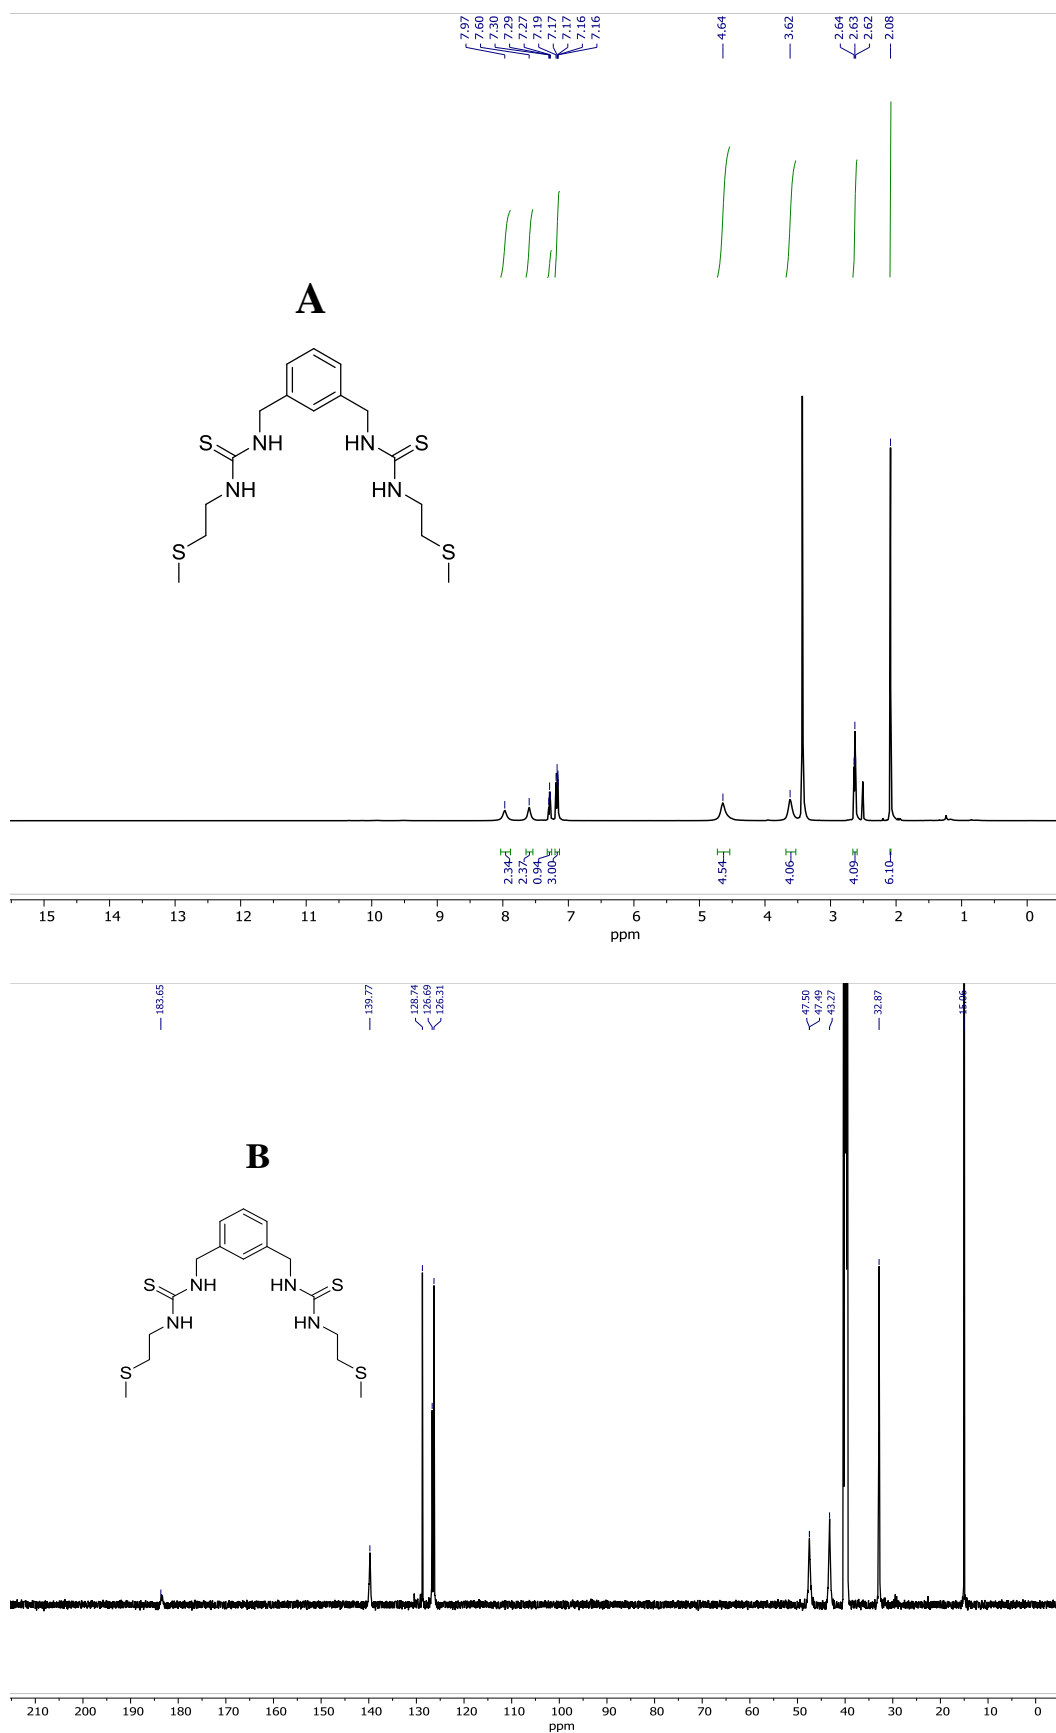 7.97 7.60 7.30 7.29 7.27 7.19 7.17 7.17 7.16 7.16 4.64 3.62 2.64 2.63 2.62 2.08
A
S NH HN S
NH HN
S S
2.34 2.37 0.94 3.00 4.54 4.06 4.09 6.10
15 14 13 12 11 10 9 8 7 6 5 4 3 2 1 0
ppm
183.65 139.77 128.74 126.69 126.31 47.50 47.49 43.27 32.87 15.06
B
S NH HN S
NH HN
S S
210 200 190 180 170 160 150 140 130 120 110 100 90 80 70 60 50 40 30 20 10 0
ppm